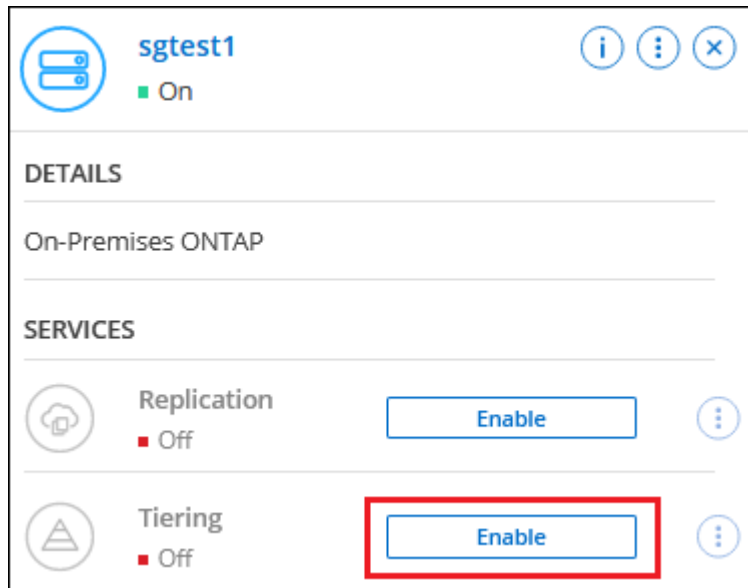 sgtest1
On
DETAILS
On-Premises ONTAP
SERVICES
Replication
Enable
Off
Tiering
Enable
Off